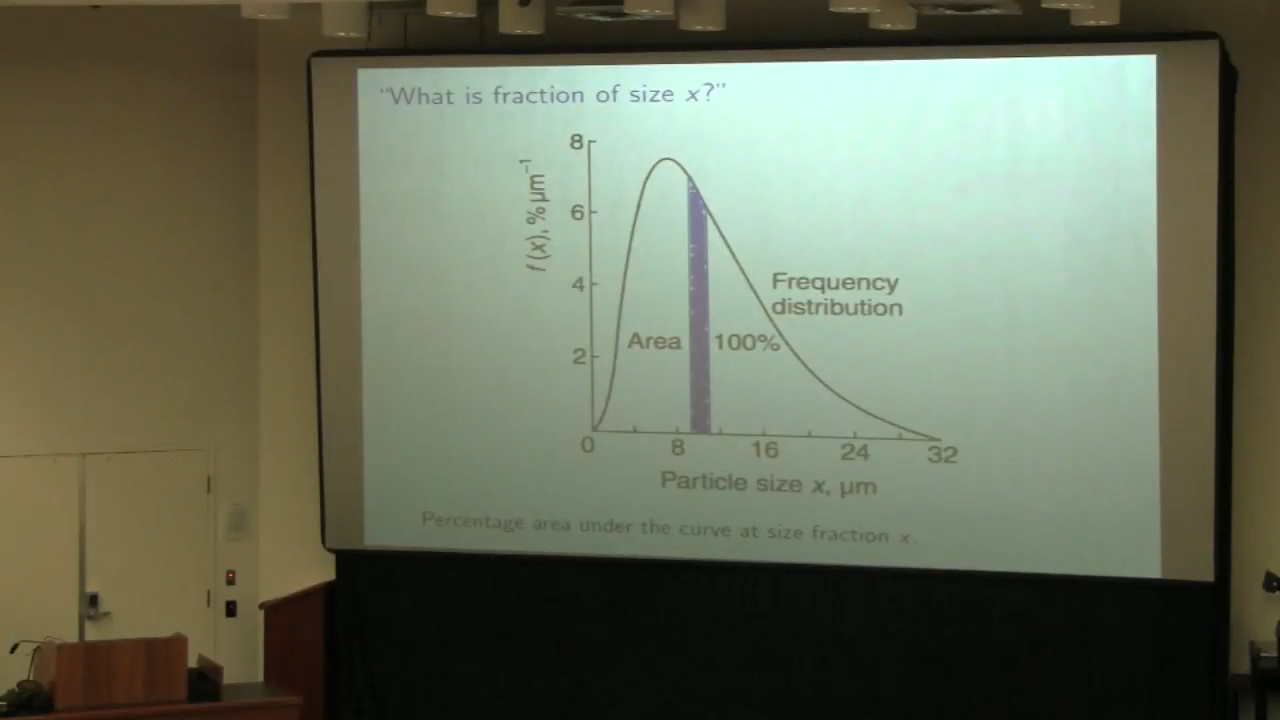 “What is fraction of size x?”
f (x), % µm⁻¹
8
6
4
2
Frequency
distribution
Area 100%
0 8 16 24 32
Particle size x, µm
Percentage area under the curve at size fraction x.